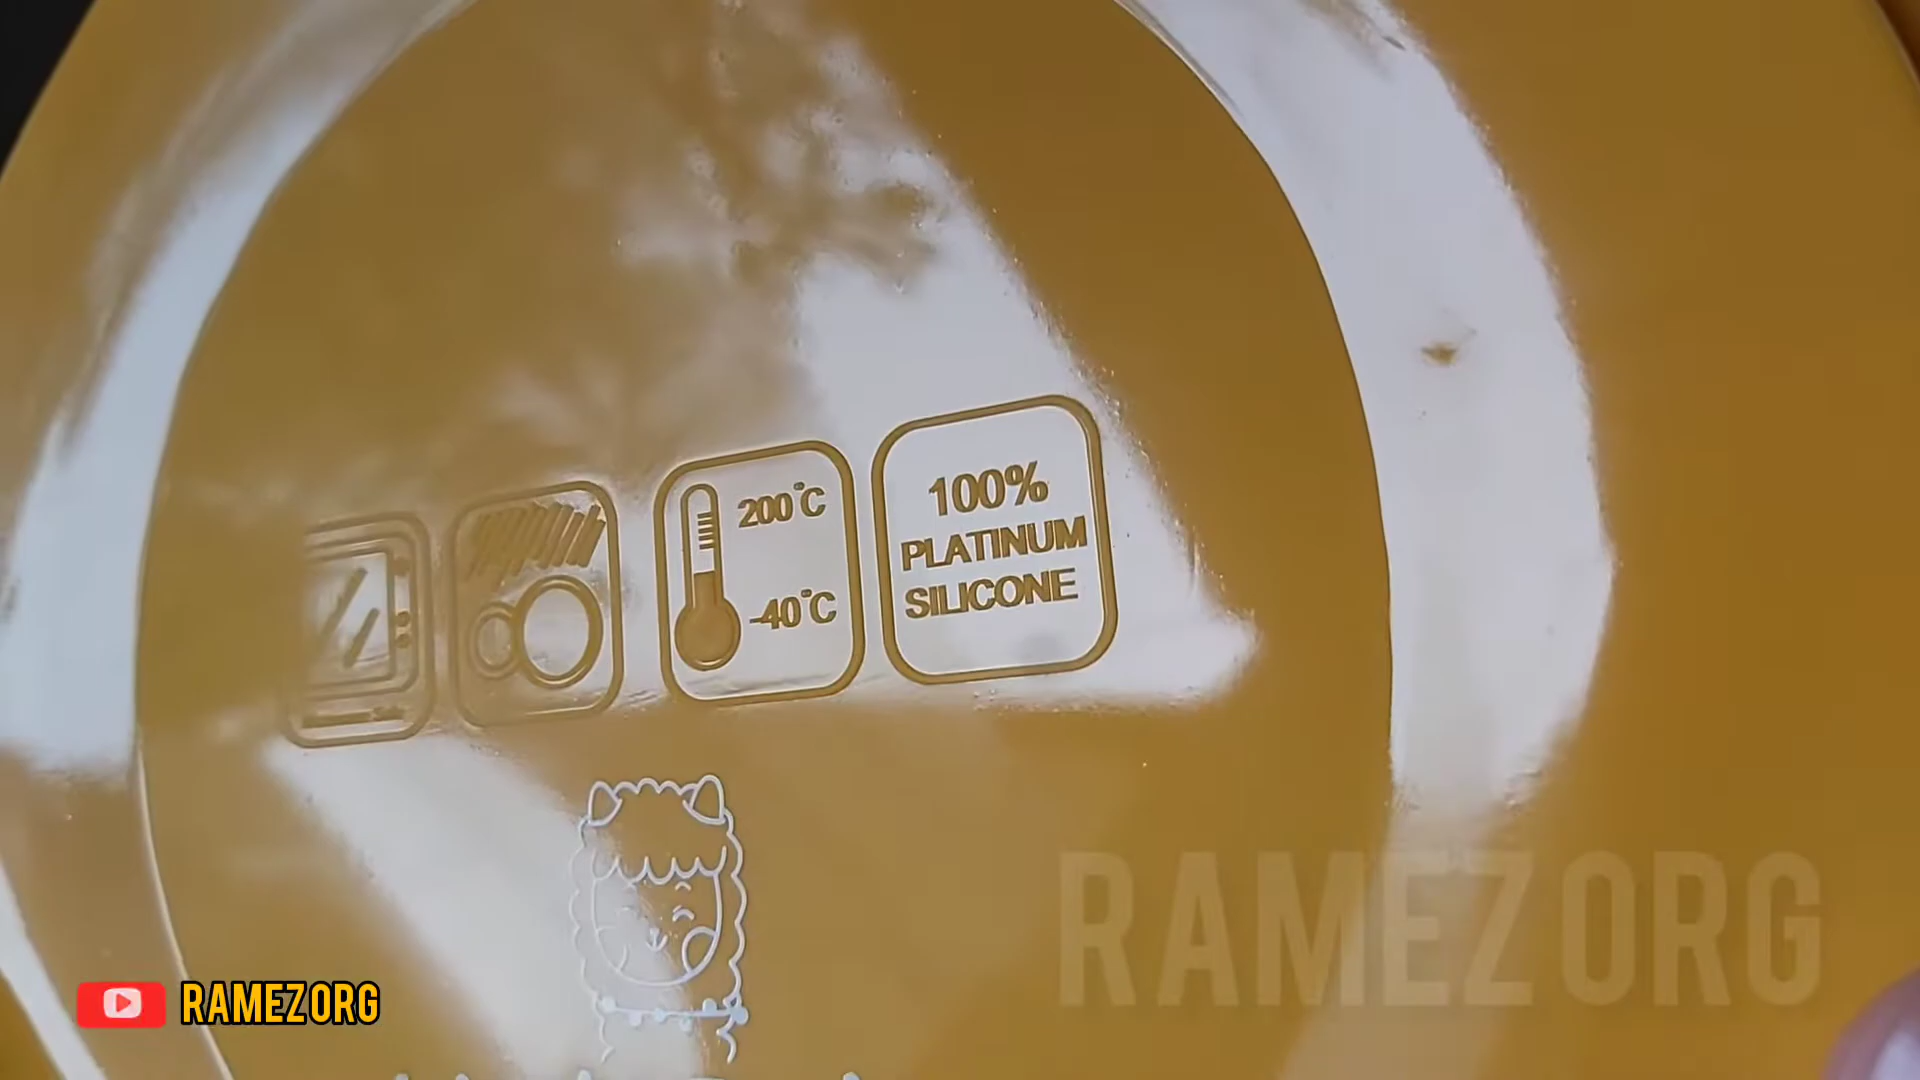 200°C
-40°C
100%
PLATINUM
SILICONE
RAMEZORG
RAMEZORG